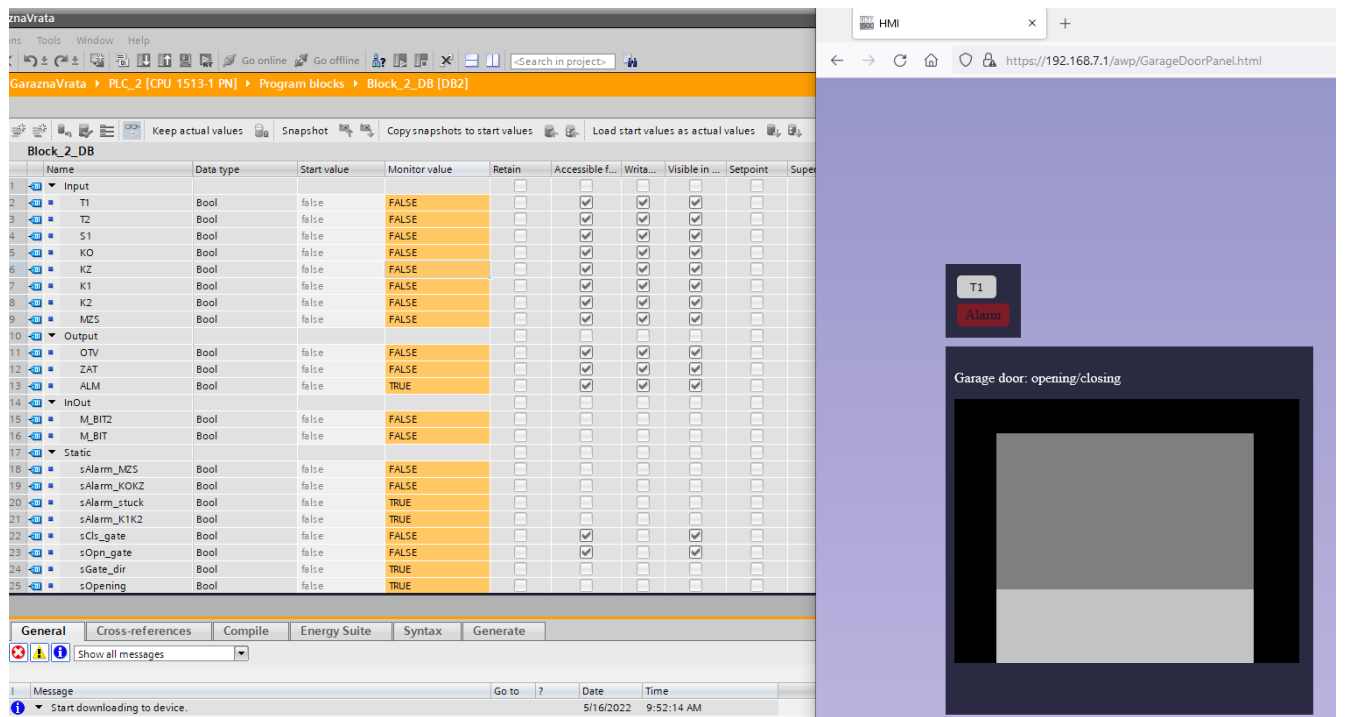 znaVrata
ons Tools Window Help
Go online Go offline <Search in project>
GaraznaVrata PLC_2 [CPU 1513-1 PN] Program blocks Block_2_DB [DB2]
Keep actual values Snapshot Copy snapshots to start values Load start values as actual values
Block_2_DB
Name Data type Start value Monitor value Retain Accessible f... Writa... Visible in ... Setpoint Super
1 Input
2 T1 Bool false FALSE
3 T2 Bool false FALSE
4 S1 Bool false FALSE
5 KO Bool false FALSE
6 KZ Bool false FALSE
7 K1 Bool false FALSE
8 K2 Bool false FALSE
9 MZS Bool false FALSE
10 Output
11 OTV Bool false FALSE
12 ZAT Bool false FALSE
13 ALM Bool false TRUE
14 InOut
15 M_BIT2 Bool false FALSE
16 M_BIT Bool false FALSE
17 Static
18 sAlarm_MZS Bool false FALSE
19 sAlarm_KOKZ Bool false FALSE
20 sAlarm_stuck Bool false TRUE
21 sAlarm_K1K2 Bool false TRUE
22 sCls_gate Bool false FALSE
23 sOpn_gate Bool false FALSE
24 sGate_dir Bool false TRUE
25 sOpening Bool false TRUE
General Cross-references Compile Energy Suite Syntax Generate
Show all messages
! Message Go to ? Date Time
Start downloading to device. 5/16/2022 9:52:14 AM
HMI
https://192.168.7.1/awp/GarageDoorPanel.html
T1
Alarm
Garage door: opening/closing